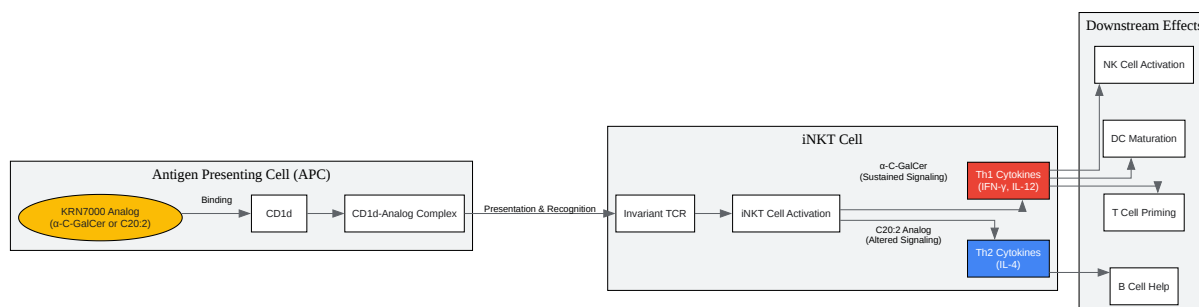 Antigen Presenting Cell (APC)
KRN7000 Analog
(α-C-GalCer or C20:2)
Binding
CD1d
CD1d-Analog Complex
Presentation & Recognition
iNKT Cell
Invariant TCR
iNKT Cell Activation
α-C-GalCer
(Sustained Signaling)
C20:2 Analog
(Altered Signaling)
Th1 Cytokines
(IFN-γ, IL-12)
Th2 Cytokines
(IL-4)
Downstream Effects
NK Cell Activation
DC Maturation
T Cell Priming
B Cell Help